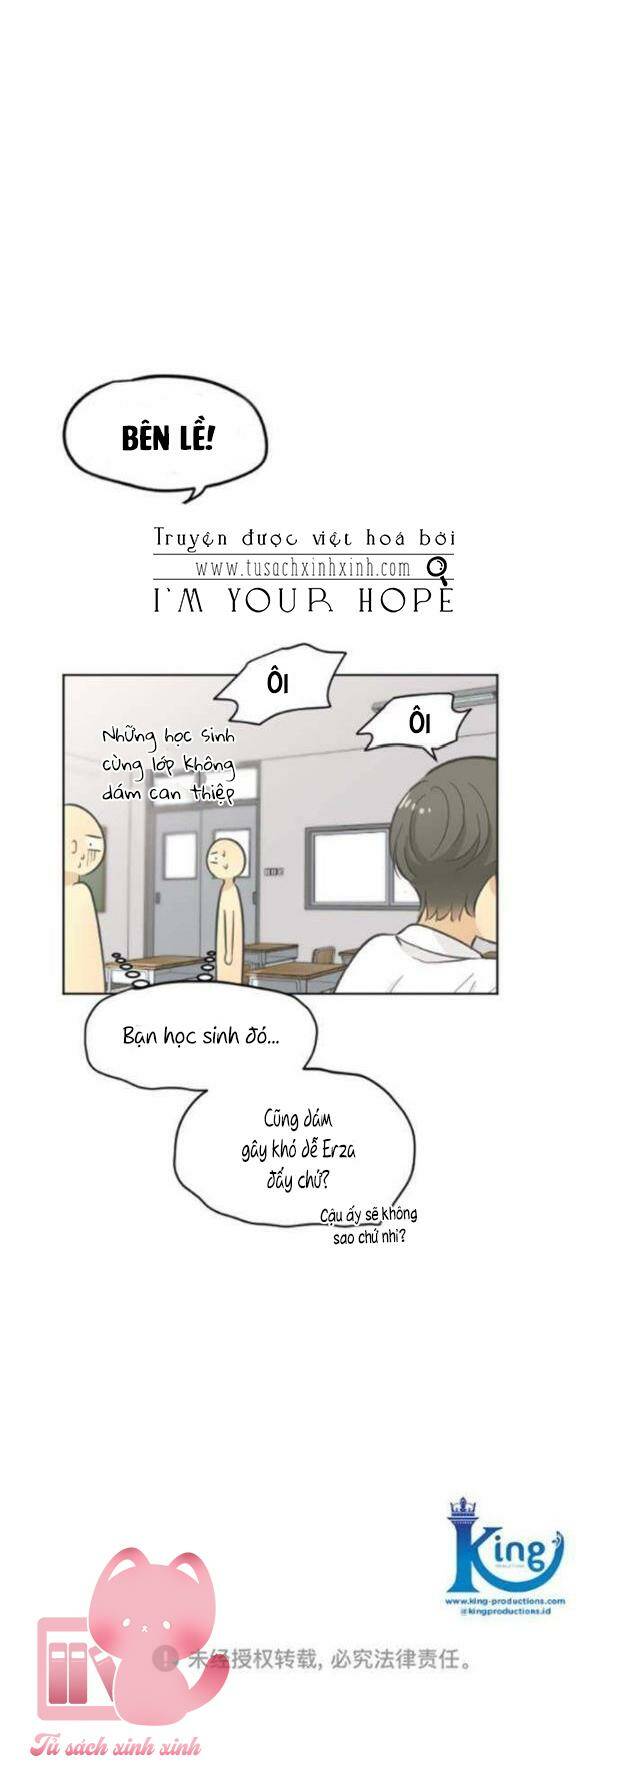 BÊN LỀ!
Truyện được việt hoá bởi
www.tusachxinhxinh.com
I'M YOUR HOPE
ÔI
ÔI
Những học sinh
cùng lớp không
dám can thiệp
Bạn học sinh đó...
Cũng dám
gây khó dễ Erza
đấy chứ?
Cậu ấy sẽ không
sao chứ nhỉ?
King
PRODUCTIONS
www.king-productions.com
@kingproductions.id
未经授权转载, 必究法律责任。
Tủ sách xinh xinh